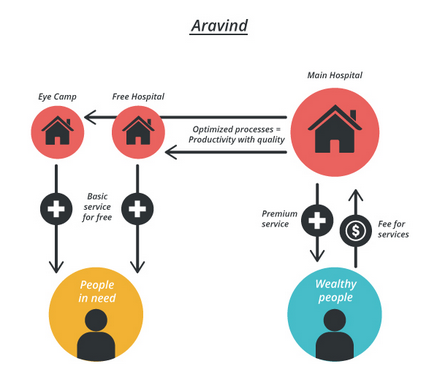 Aravind
Main Hospital
Eye Camp
Free Hospital
Optimized processes =
Productivity with quality
Basic
service
for free
Premium
service
$
Fee for
services
People
in need
Wealthy
people